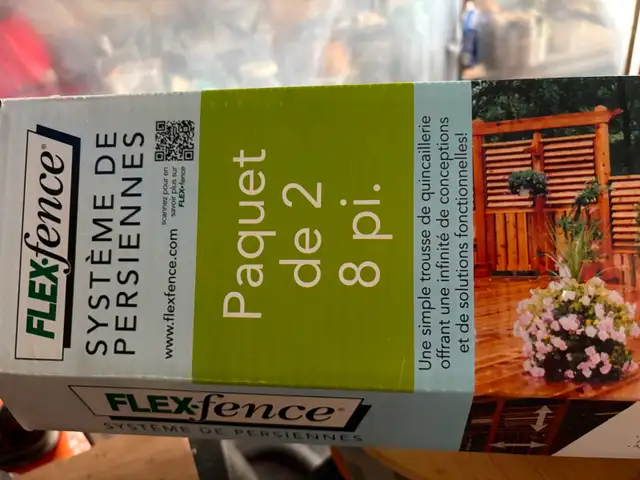 FLEX•fence®
SYSTÈME DE
PERSIENNES
www.flexfence.com
scannez pour en
savoir plus sur
FLEX•fence
Paquet
de 2
8 pi.
Une simple trousse de quincaillerie
offrant une infinité de conceptions
et de solutions fonctionnelles!
FLEX•fence®
SYSTÈME DE PERSIENNES